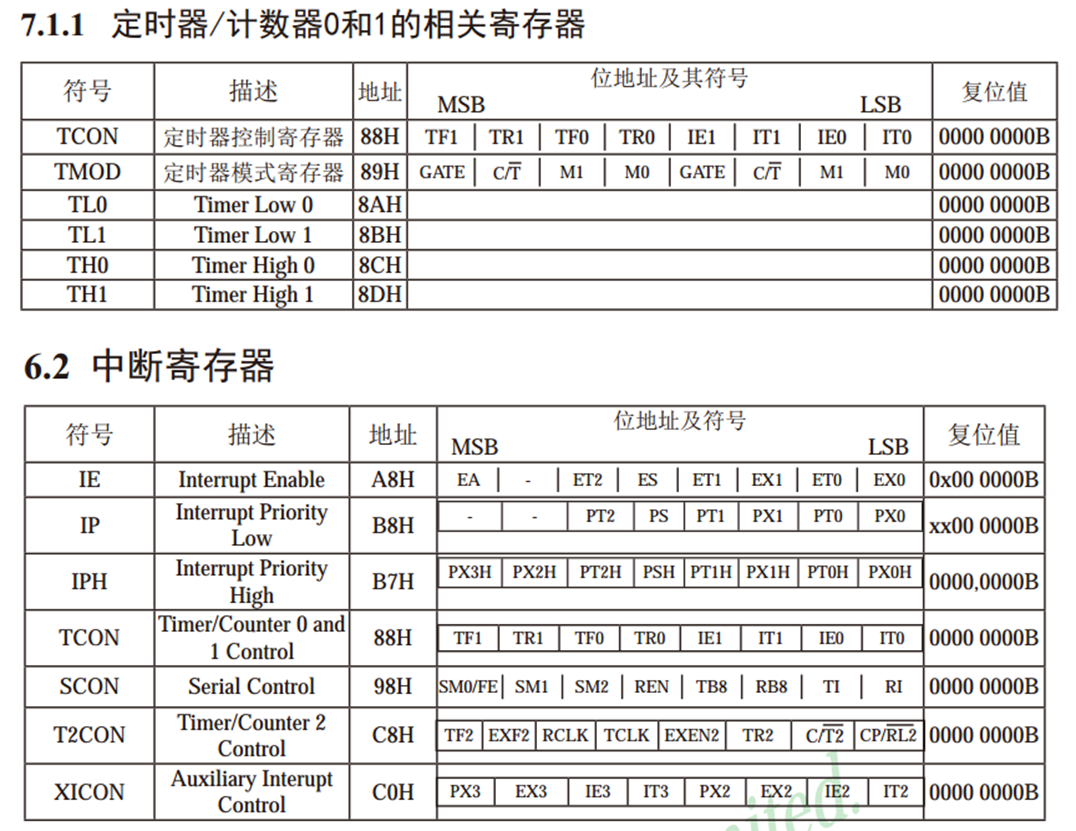 7.1.1 定时器/计数器0和1的相关寄存器
符号 描述 地址 位地址及其符号 复位值
MSB LSB
TCON 定时器控制寄存器 88H TF1 TR1 TF0 TR0 IE1 IT1 IE0 IT0 0000 0000B
TMOD 定时器模式寄存器 89H GATE C/T̅ M1 M0 GATE C/T̅ M1 M0 0000 0000B
TL0 Timer Low 0 8AH 0000 0000B
TL1 Timer Low 1 8BH 0000 0000B
TH0 Timer High 0 8CH 0000 0000B
TH1 Timer High 1 8DH 0000 0000B
6.2 中断寄存器
符号 描述 地址 位地址及符号 复位值
MSB LSB
IE Interrupt Enable A8H EA - ET2 ES ET1 EX1 ET0 EX0 0x00 0000B
IP Interrupt Priority
Low B8H - - PT2 PS PT1 PX1 PT0 PX0 xx00 0000B
IPH Interrupt Priority
High B7H PX3H PX2H PT2H PSH PT1H PX1H PT0H PX0H 0000,0000B
TCON Timer/Counter 0 and
1 Control 88H TF1 TR1 TF0 TR0 IE1 IT1 IE0 IT0 0000 0000B
SCON Serial Control 98H SM0/FE SM1 SM2 REN TB8 RB8 TI RI 0000 0000B
T2CON Timer/Counter 2
Control C8H TF2 EXF2 RCLK TCLK EXEN2 TR2 C/T̅2̅ CP/R̅L̅2̅ 0000 0000B
XICON Auxiliary Interupt
Control C0H PX3 EX3 IE3 IT3 PX2 EX2 IE2 IT2 0000 0000B